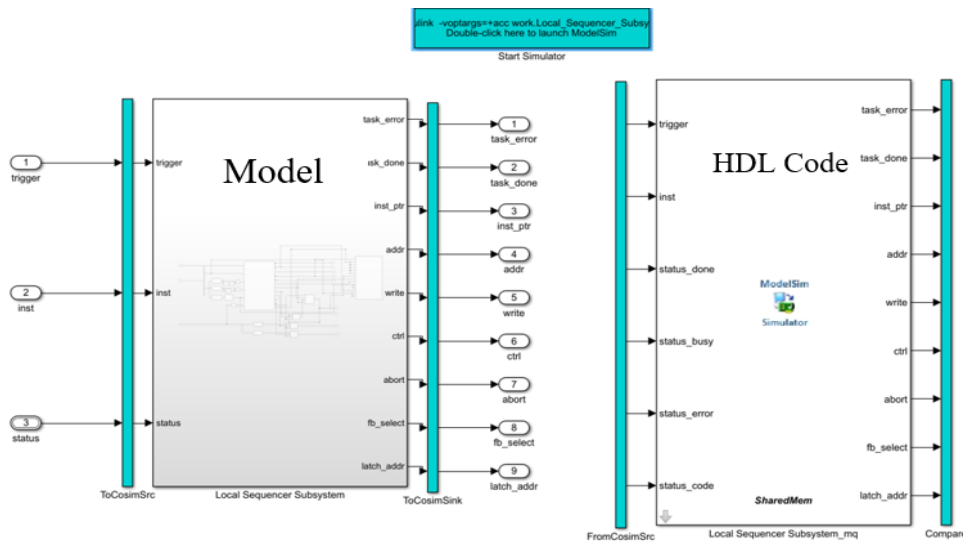 ulink -voptargs=+acc work.Local_Sequencer_Subsy
Double-click here to launch ModelSim
Start Simulator
1
trigger
2
inst
3
status
ToCosimSrc
trigger
inst
status
Model
task_error
ask_done
inst_ptr
addr
write
ctrl
abort
fb_select
latch_addr
Local Sequencer Subsystem
ToCosimSink
1
task_error
2
task_done
3
inst_ptr
4
addr
5
write
6
ctrl
7
abort
8
fb_select
9
latch_addr
FromCosimSrc
trigger
inst
status_done
status_busy
status_error
status_code
HDL Code
ModelSim
Simulator
SharedMem
task_error
task_done
inst_ptr
addr
write
ctrl
abort
fb_select
latch_addr
Local Sequencer Subsystem_mq
Compare